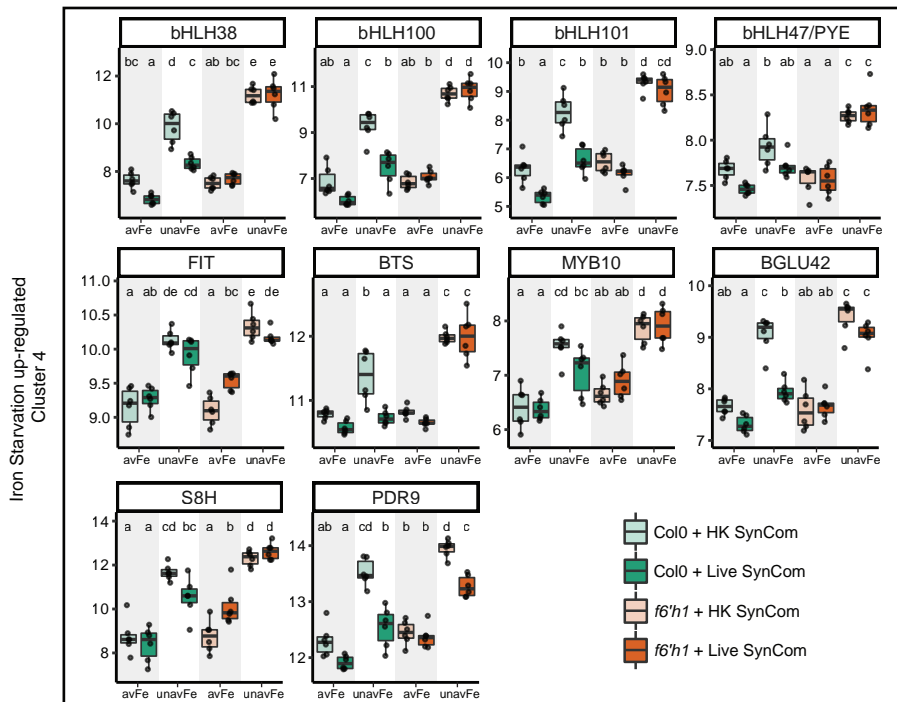 Iron Starvation up-regulated
Cluster 4
bHLH38
bHLH100
bHLH101
bHLH47/PYE
bc a d c ab bc e e
a a c b a a d d
b a c b b b d cd
ab a b ab a a c c
12
10
8
11
9
7
10
9
8
7
6
5
9.0
8.5
8.0
7.5
avFe unavFe avFe unavFe
avFe unavFe avFe unavFe
avFe unavFe avFe unavFe
avFe unavFe avFe unavFe
FIT
BTS
MYB10
BGLU42
a ab de cd a bc e de
a a b a a a c c
a a cd bc ab ab d d
ab a c b ab ab c c
10.5
10.0
9.5
9.0
12
11
8
7
6
10
9
8
7
avFe unavFe avFe unavFe
avFe unavFe avFe unavFe
avFe unavFe avFe unavFe
avFe unavFe avFe unavFe
S8H
PDR9
a a cd bc a b d d
ab a cd b b b d c
14
12
10
8
14
13
12
avFe unavFe avFe unavFe
avFe unavFe avFe unavFe
Col0 + HK SynCom
Col0 + Live SynCom
f6'h1 + HK SynCom
f6'h1 + Live SynCom